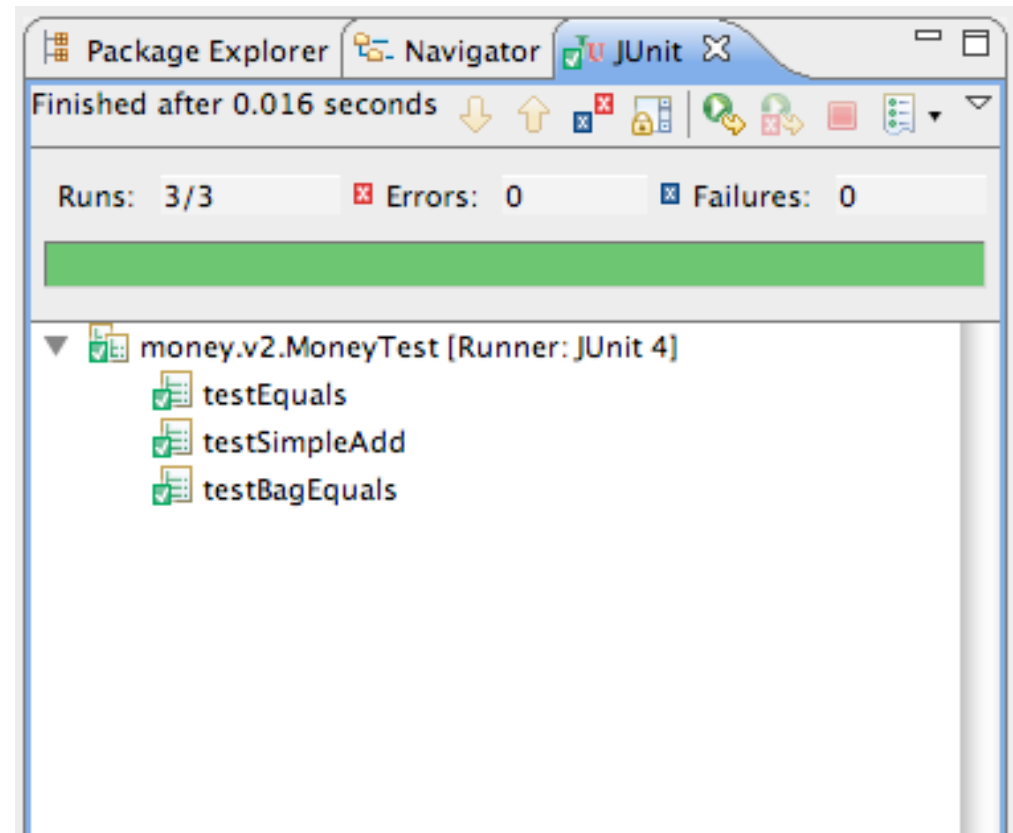 Package Explorer Navigator JUnit
Finished after 0.016 seconds
Runs: 3/3 Errors: 0 Failures: 0
money.v2.MoneyTest [Runner: JUnit 4]
testEquals
testSimpleAdd
testBagEquals